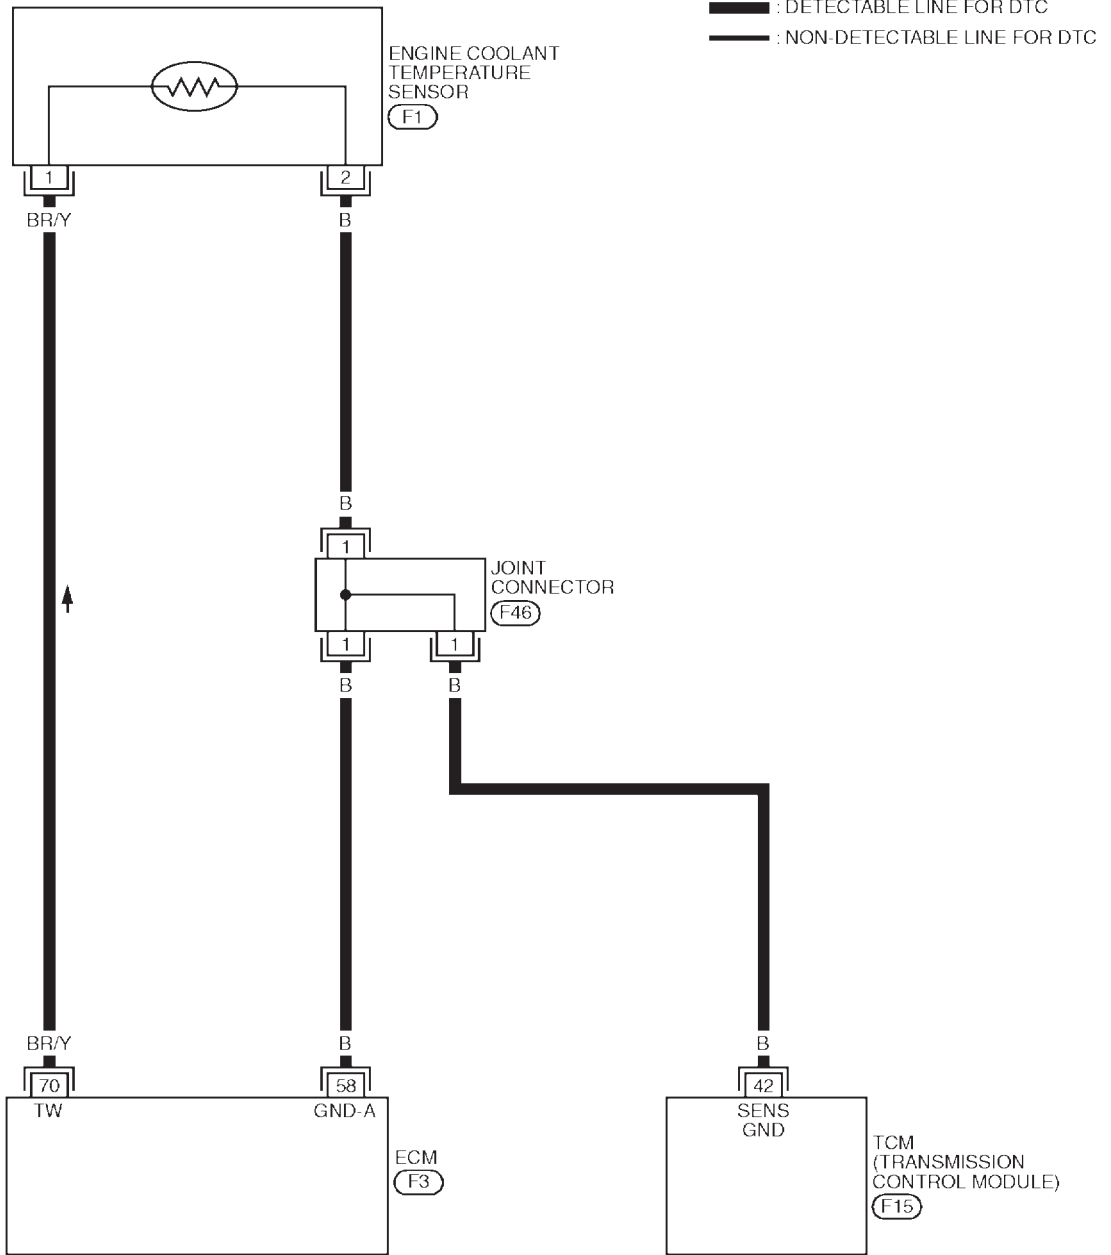 : DETECTABLE LINE FOR DTC
: NON-DETECTABLE LINE FOR DTC
ENGINE COOLANT
TEMPERATURE
SENSOR
F1
1
2
BR/Y
B
B
1
JOINT
CONNECTOR
F46
1
1
B
B
BR/Y
B
B
70
58
42
TW
GND-A
SENS
GND
ECM
F3
TCM
(TRANSMISSION
CONTROL MODULE)
F15